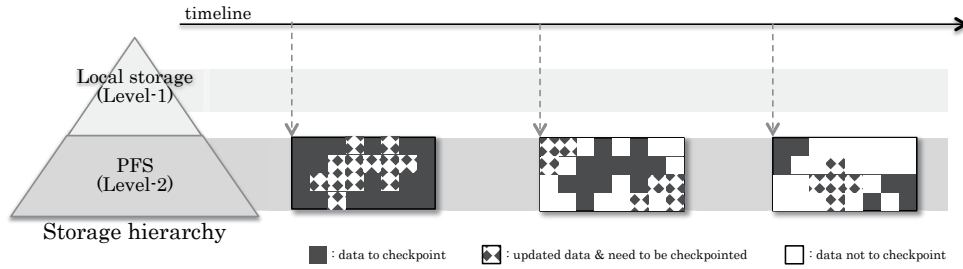 timeline
Local storage
(Level-1)
PFS
(Level-2)
Storage hierarchy
: data to checkpoint
: updated data & need to be checkpointed
: data not to checkpoint